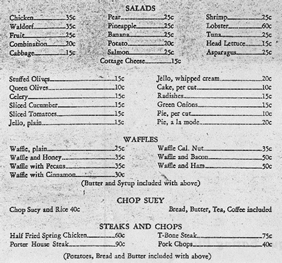 SALADS
Chicken 35c Pear 25c Shrimp 25c
Waldorf 35c Pineapple 25c Lobster 60c
Fruit 25c Banana 25c Tuna 25c
Combination 20c Potato 20c Head Lettuce 15c
Cabbage 15c Salmon 25c Asparagus 25c
Cottage Cheese 15c
Stuffed Olives 15c Jello, whipped cream 20c
Queen Olives 10c Cake, per cut 10c
Celery 15c Radishes 15c
Sliced Cucumber 15c Green Onions 15c
Sliced Tomatoes 15c Pie, per cut 10c
Jello, plain 15c Pie, a la mode 20c
WAFFLES
Waffle, plain 25c Waffle Cal. Nut 35c
Waffle and Honey 35c Waffle and Bacon 50c
Waffle with Pecans 35c Waffle and Ham 50c
Waffle with Cinnamon 30c
(Butter and Syrup included with above)
CHOP SUEY
Chop Suey and Rice 40c Bread, Butter, Tea, Coffee included
STEAKS AND CHOPS
Half Fried Spring Chicken 60c T-Bone Steak 75c
Porter House Steak 90c Pork Chops 40c
(Potatoes, Bread and Butter included with above)